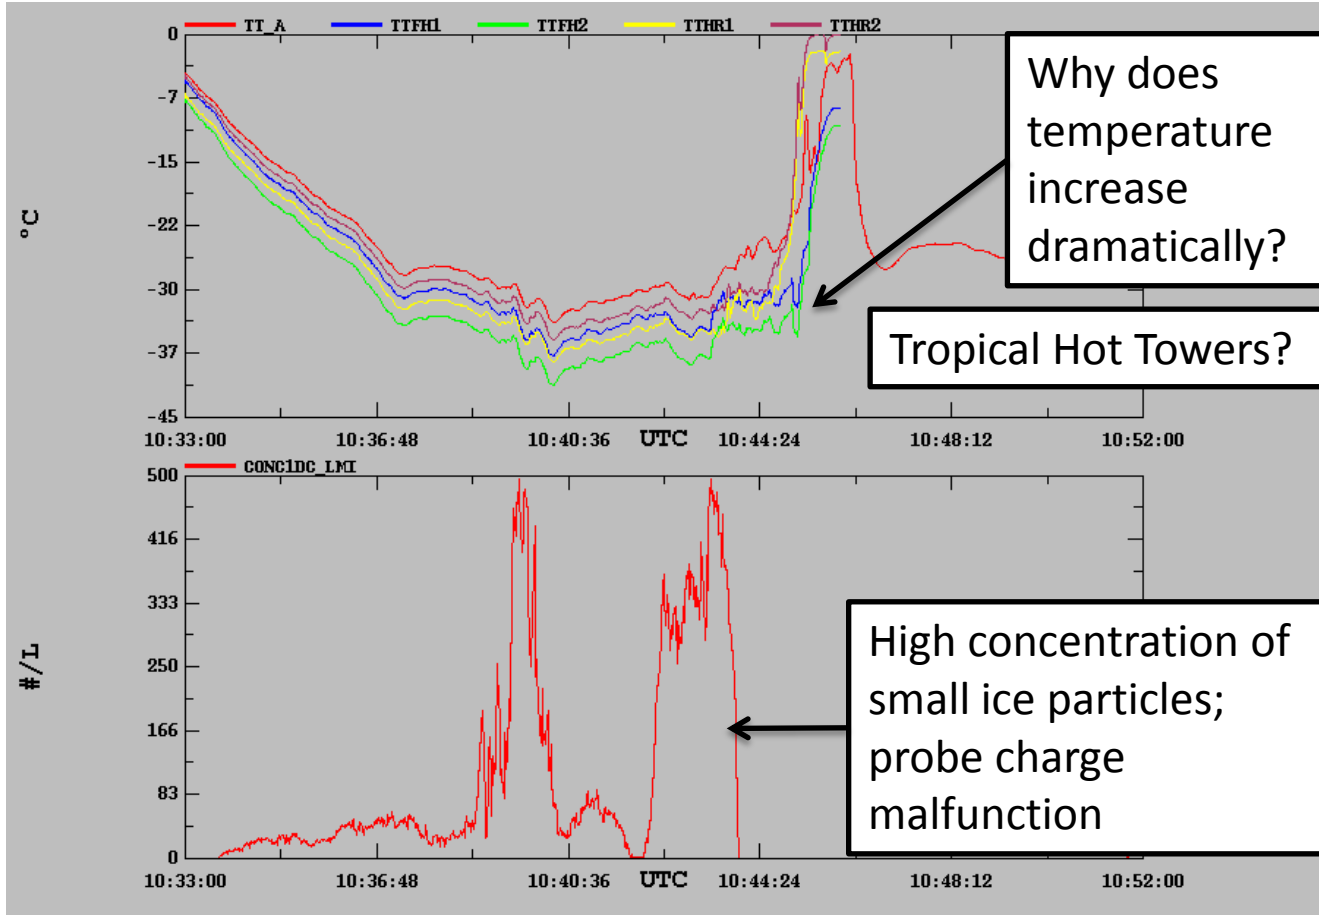 TT_A TTFH1 TTFH2 TTHR1 TTHR2
0
-7
-15
-22
-30
-37
-45
°C
10:33:00 10:36:48 10:40:36 UTC 10:44:24 10:48:12 10:52:00
Why does
temperature
increase
dramatically?
Tropical Hot Towers?
CONC1DC_LMI
500
416
333
250
166
83
0
#/L
10:33:00 10:36:48 10:40:36 UTC 10:44:24 10:48:12 10:52:00
High concentration of
small ice particles;
probe charge
malfunction